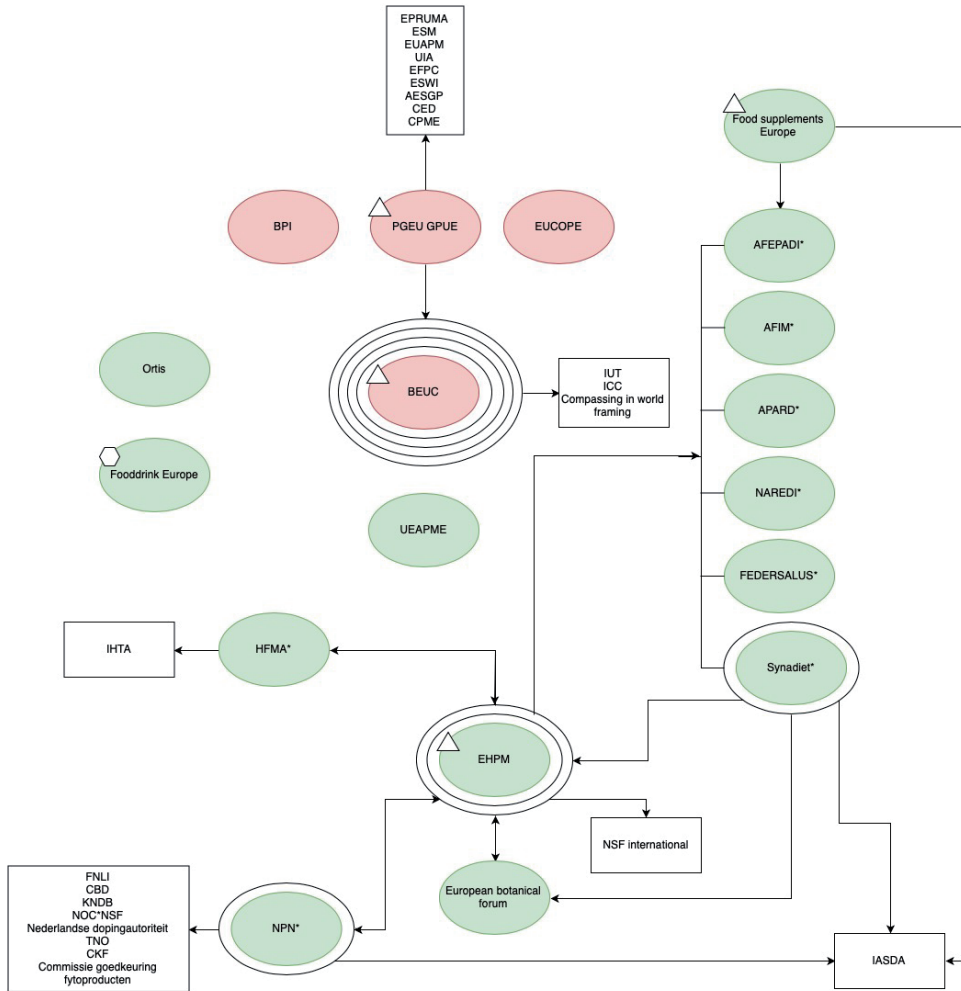 EPRUMA
ESM
EUAPM
UIA
EFPC
ESWI
AESGP
CED
CPME
Food supplements
Europe
BPI
PGEU GPUE
EUCOPE
AFEPADI*
AFIM*
Ortis
BEUC
IUT
ICC
Compassing in world
framing
APARD*
Fooddrink Europe
NAREDI*
UEAPME
FEDERSALUS*
IHTA
HFMA*
Synadiet*
EHPM
NSF international
FNLI
CBD
KNDB
NOC*NSF
Nederlandse dopingautoriteit
TNO
CKF
Commissie goedkeuring
fytoproducten
NPN*
European botanical
forum
IASDA